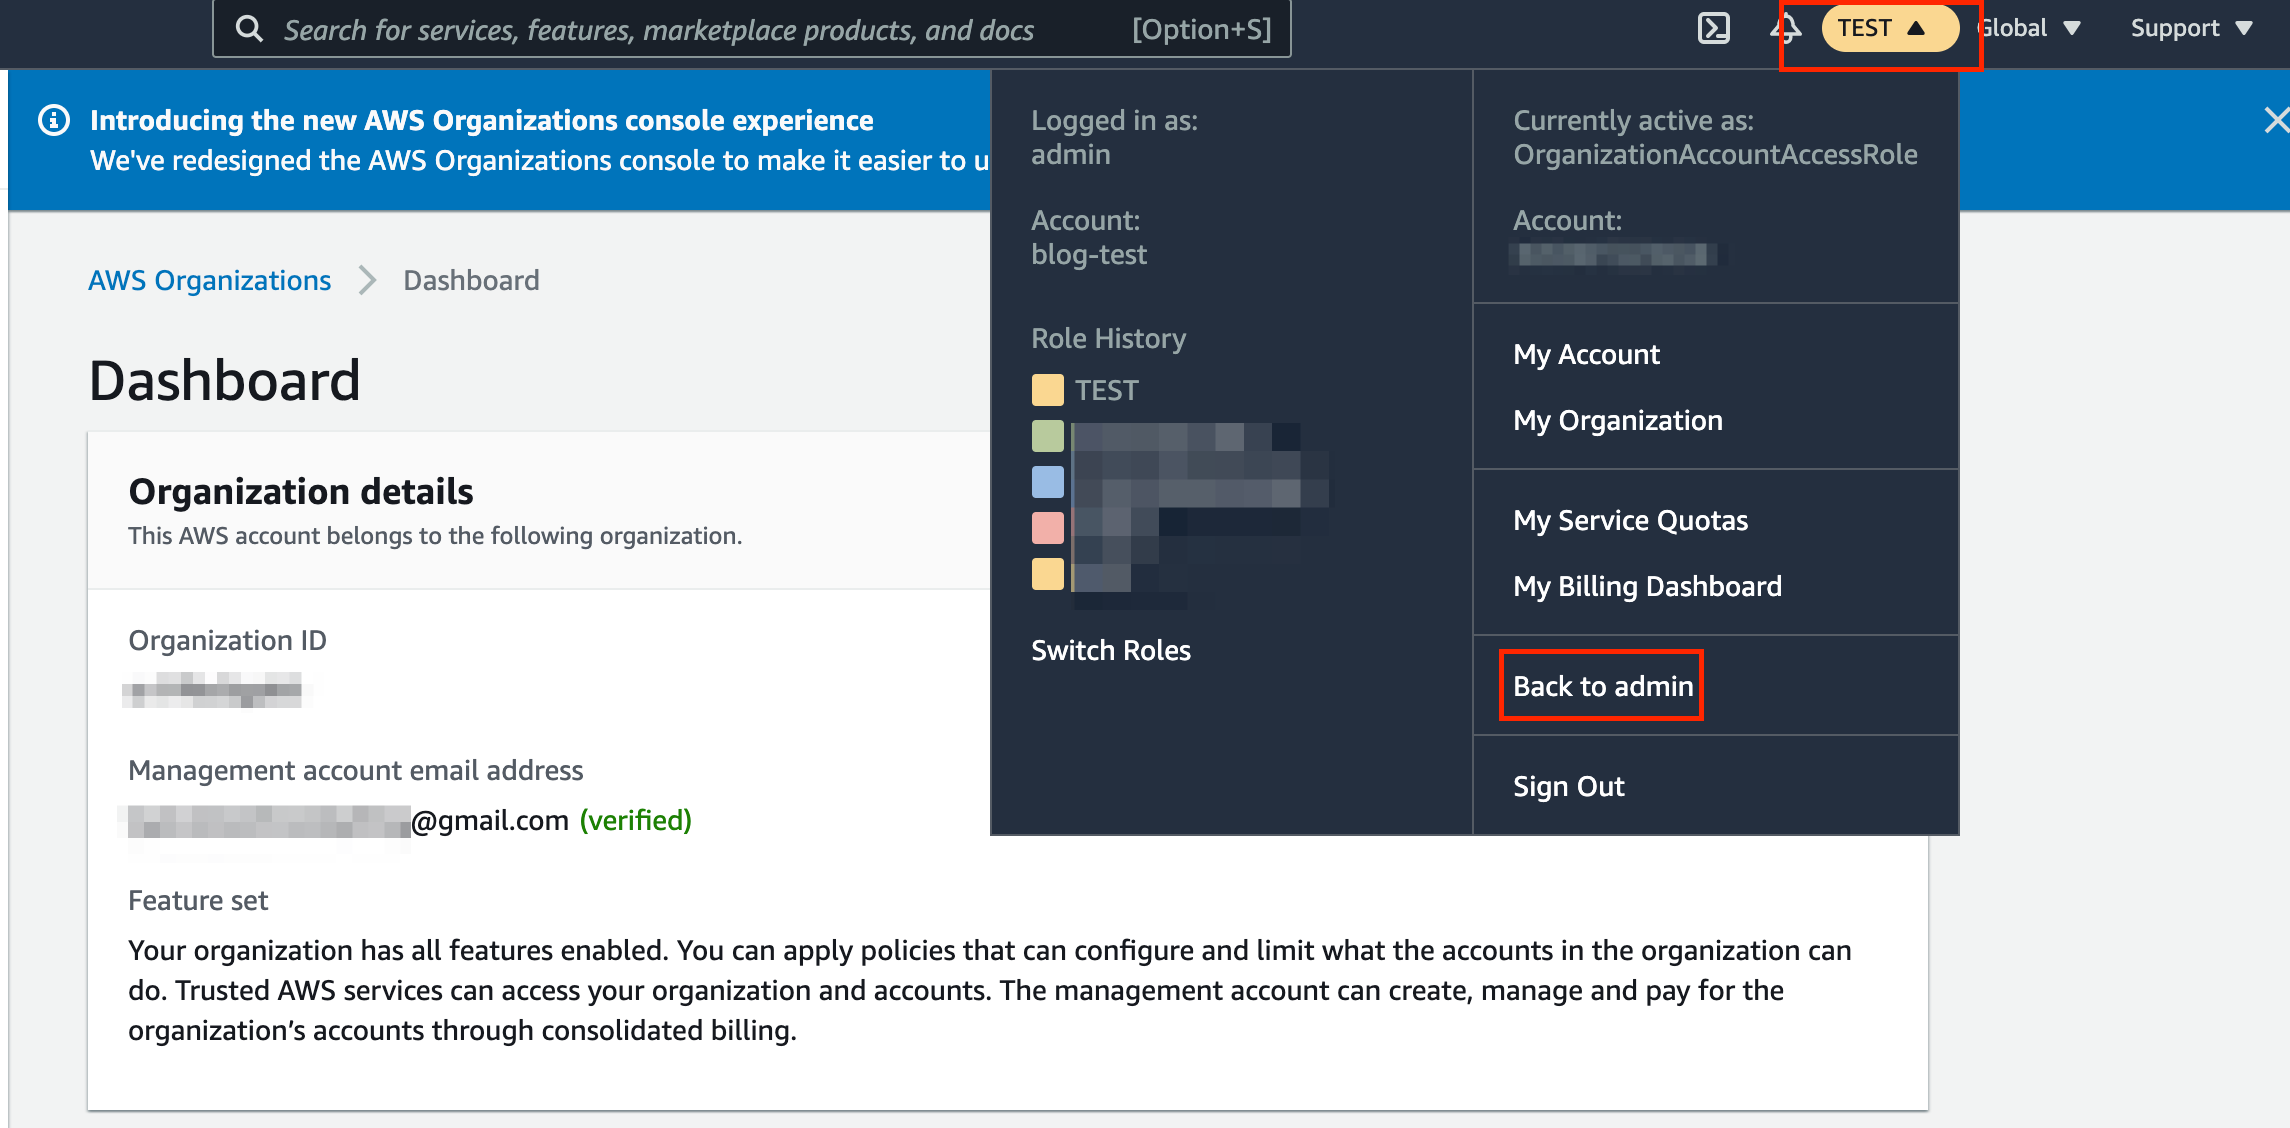 Search for services, features, marketplace products, and docs [Option+S]
TEST
Global
Support
Introducing the new AWS Organizations console experience
We've redesigned the AWS Organizations console to make it easier to u
Logged in as:
admin
Account:
blog-test
Role History
TEST
Switch Roles
Currently active as:
OrganizationAccountAccessRole
Account:
My Account
My Organization
My Service Quotas
My Billing Dashboard
Back to admin
Sign Out
AWS Organizations
Dashboard
Dashboard
Organization details
This AWS account belongs to the following organization.
Organization ID
Management account email address
@gmail.com (verified)
Feature set
Your organization has all features enabled. You can apply policies that can configure and limit what the accounts in the organization can
do. Trusted AWS services can access your organization and accounts. The management account can create, manage and pay for the
organization's accounts through consolidated billing.